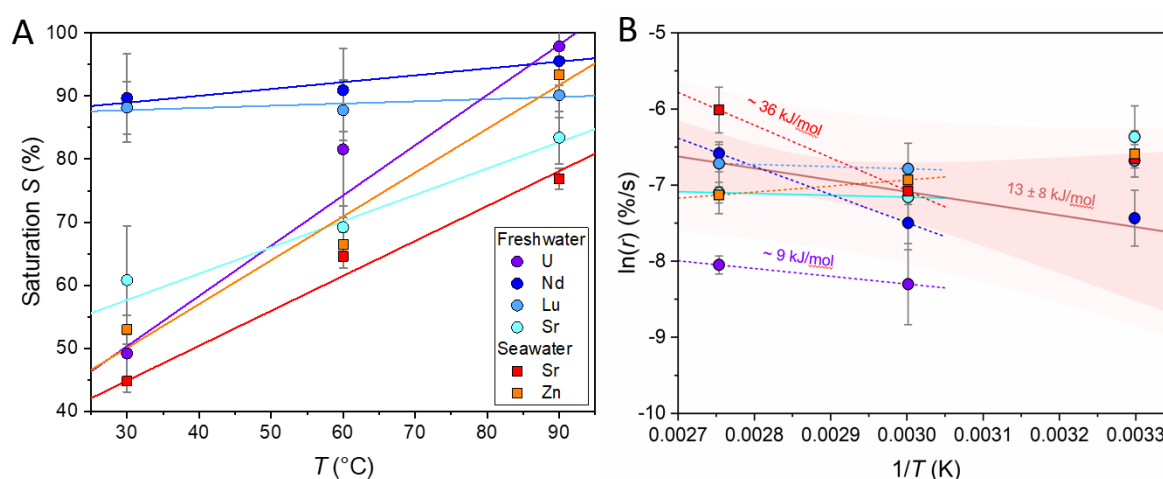 A
Saturation S (%)
100
90
80
70
60
50
40
30
40
50
60
70
80
90
T (°C)
Freshwater
U
Nd
Lu
Sr
Seawater
Sr
Zn
B
ln(r) (%/s)
-5
-6
-7
-8
-9
-10
0.0027
0.0028
0.0029
0.0030
0.0031
0.0032
0.0033
1/T (K)
~ 36 kJ/mol
13 ± 8 kJ/mol
~ 9 kJ/mol